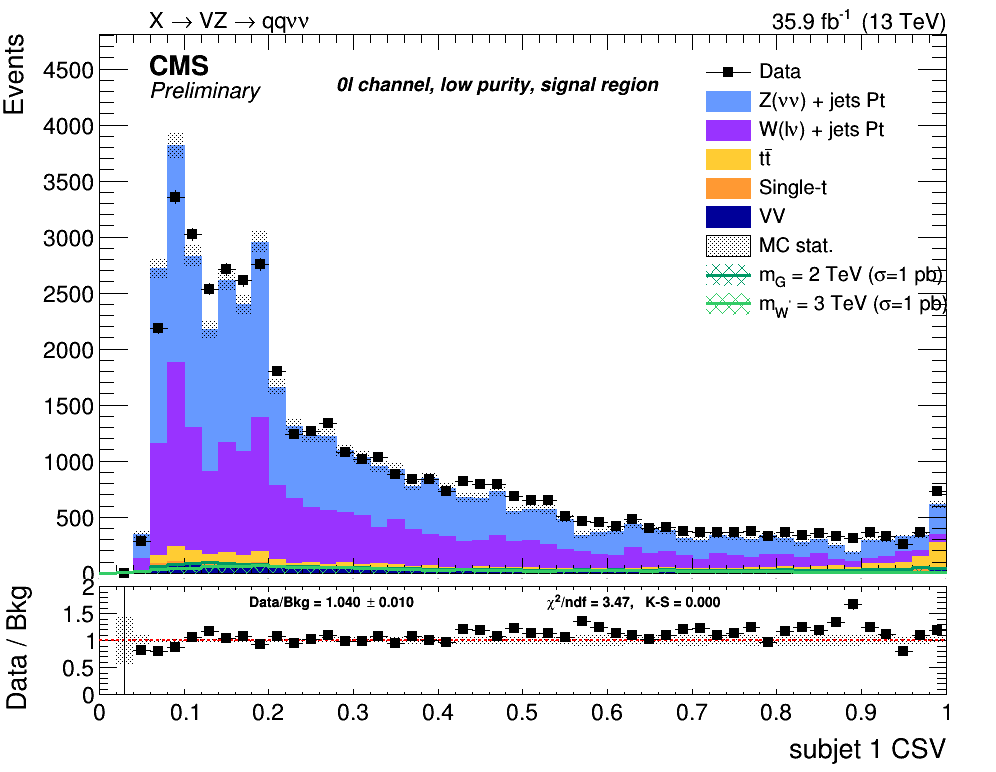 X → VZ → qqνν
35.9 fb⁻¹ (13 TeV)
Events
CMS
Preliminary
0l channel, low purity, signal region
Data
Z(νν) + jets Pt
W(lν) + jets Pt
tt̄
Single-t
VV
MC stat.
m_G = 2 TeV (σ=1 pb)
m_W' = 3 TeV (σ=1 pb)
4500
4000
3500
3000
2500
2000
1500
1000
500
0
Data / Bkg
Data/Bkg = 1.040 ± 0.010
χ²/ndf = 3.47, K-S = 0.000
2
1.5
1
0.5
0
0 0.1 0.2 0.3 0.4 0.5 0.6 0.7 0.8 0.9 1
subjet 1 CSV